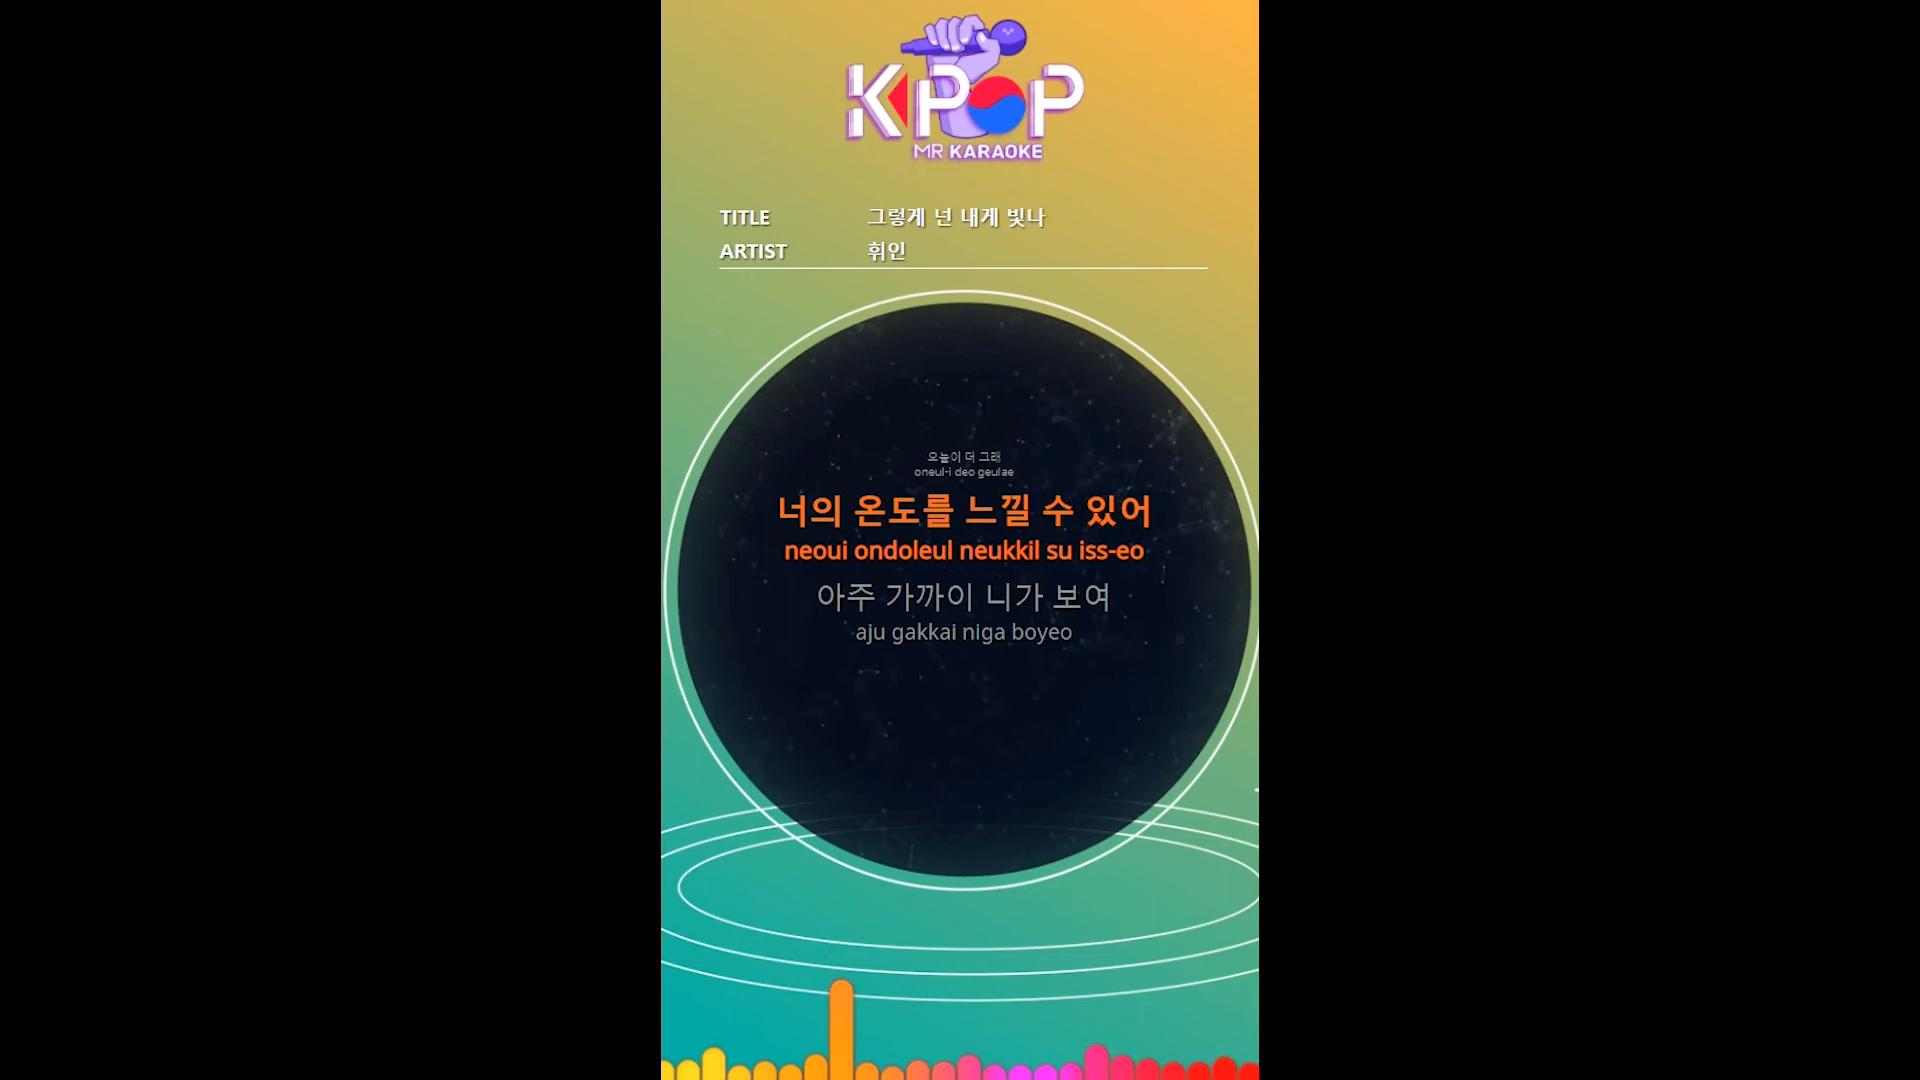 KPOP
MR KARAOKE
TITLE 그렇게 넌 내게 빛나
ARTIST 휘인
오늘이 더 그래
oneul-i deo geulae
너의 온도를 느낄 수 있어
neoui ondoleul neukkil su iss-eo
아주 가까이 니가 보여
aju gakkai niga boyeo